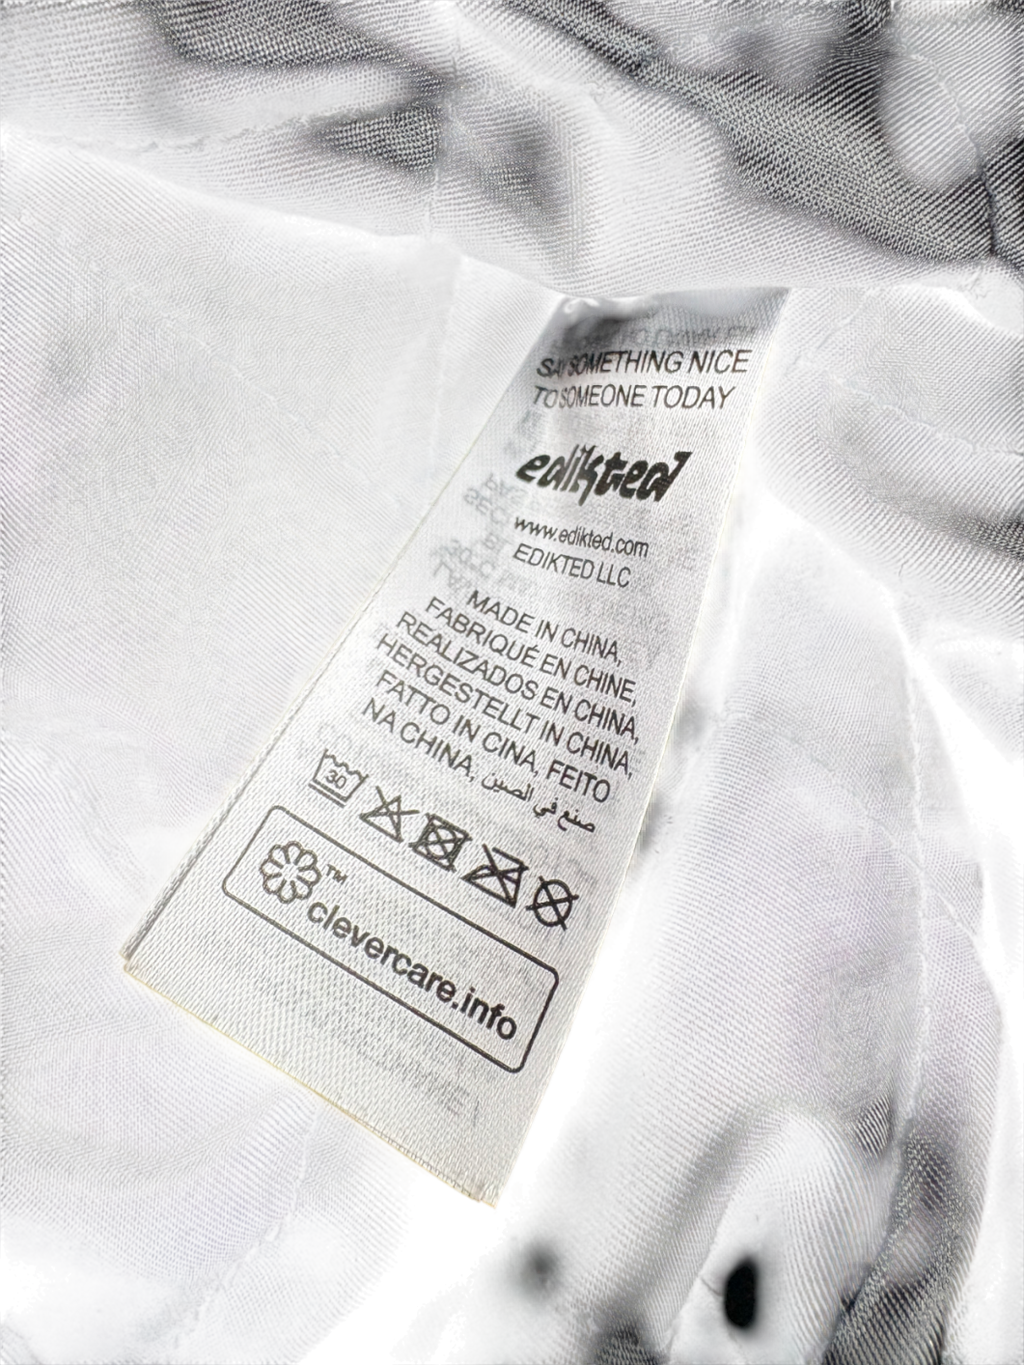 SAY SOMETHING NICE
TO SOMEONE TODAY
edikted
www.edikted.com
EDIKTED LLC
MADE IN CHINA,
FABRIQUÉ EN CHINE,
REALIZADOS EN CHINA,
HERGESTELLT IN CHINA,
FATTO IN CINA, FEITO
NA CHINA, صنع في الصين
30
™
clevercare.info